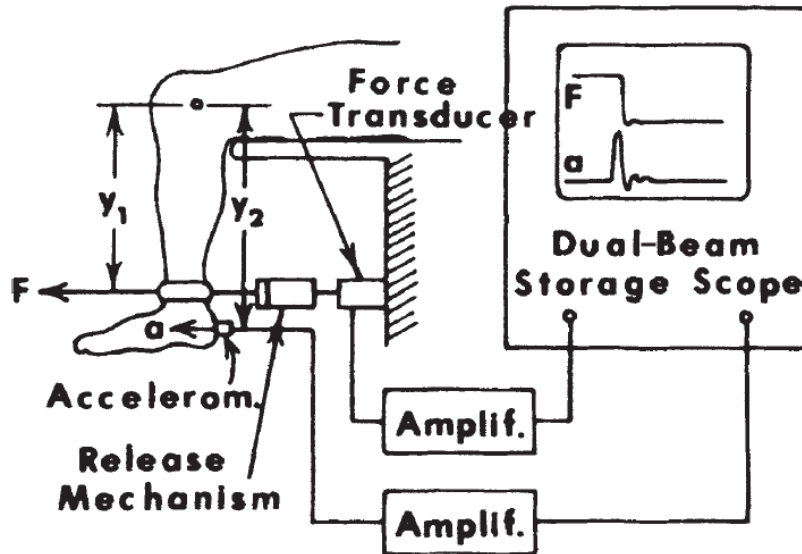 Force
Transducer
F
a
y₁
y₂
Dual-Beam
Storage Scope
F
a
Accelerom.
Amplif.
Release
Mechanism
Amplif.